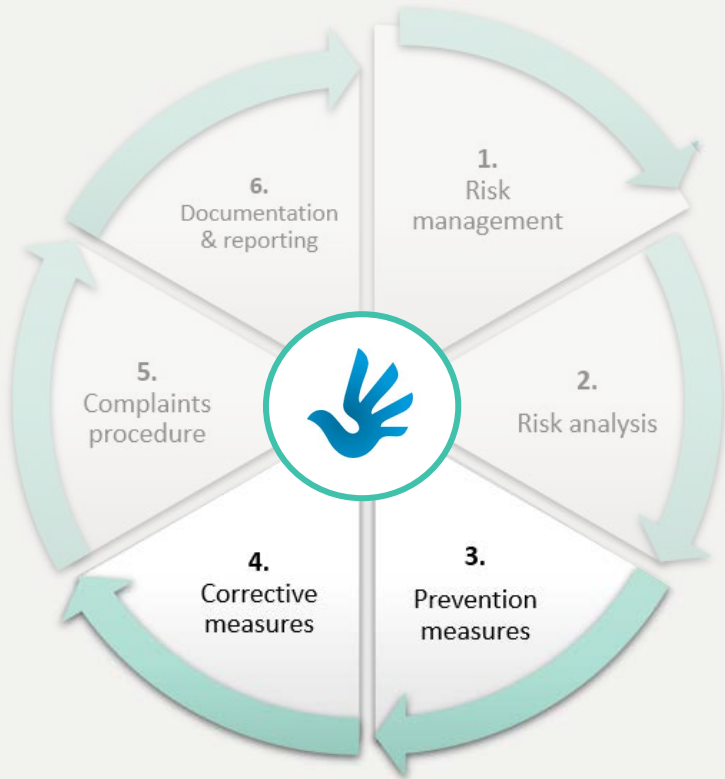 1.
Risk
management
2.
Risk analysis
3.
Prevention
measures
4.
Corrective
measures
5.
Complaints
procedure
6.
Documentation
& reporting